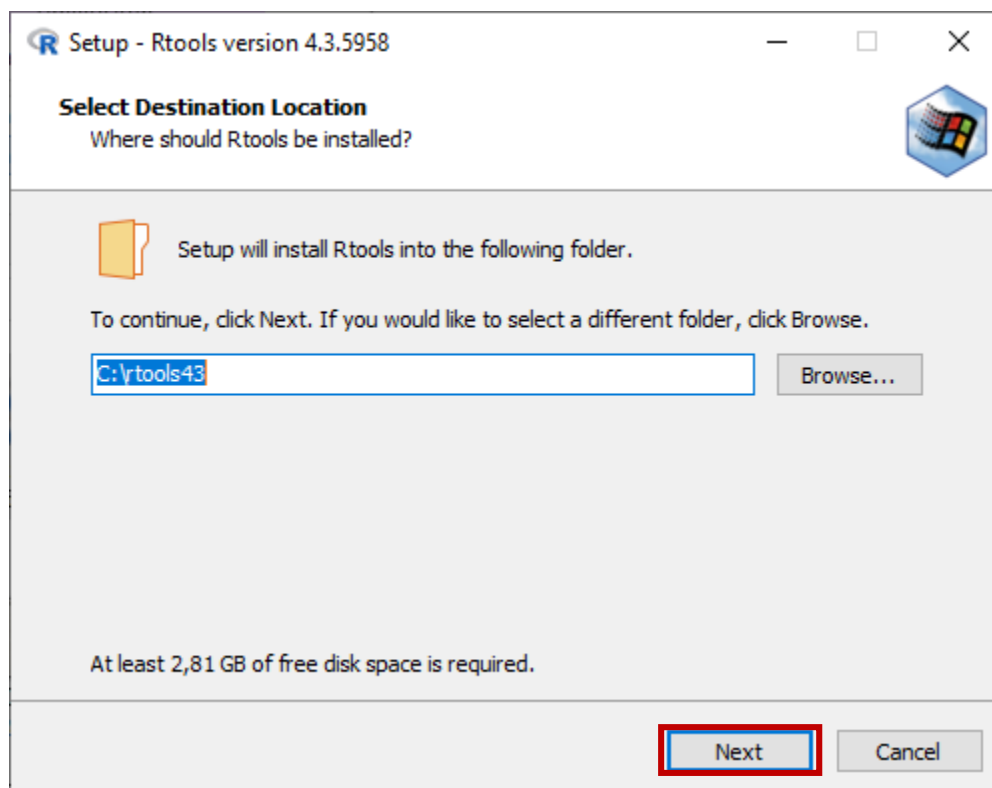 Setup - Rtools version 4.3.5958
Select Destination Location
Where should Rtools be installed?
Setup will install Rtools into the following folder.
To continue, click Next. If you would like to select a different folder, click Browse.
C:\rtools43
Browse...
At least 2,81 GB of free disk space is required.
Next
Cancel